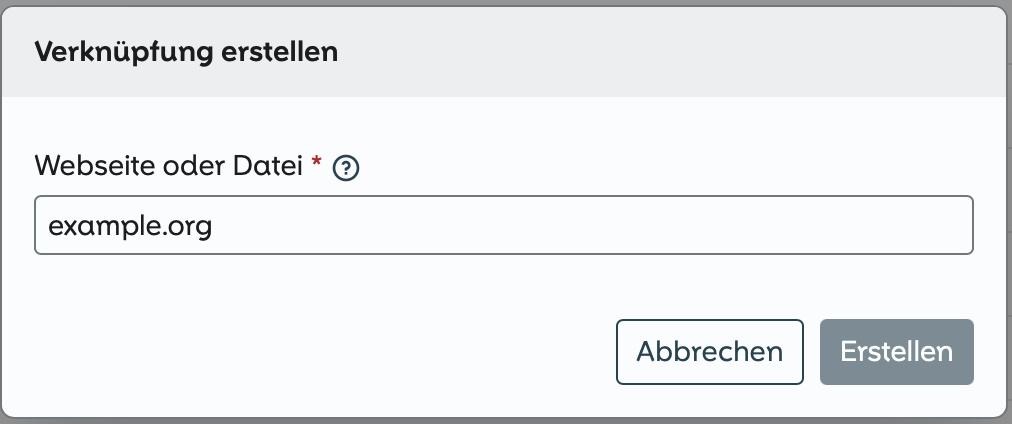 Verknüpfung erstellen
Webseite oder Datei * ?
example.org
Abbrechen Erstellen